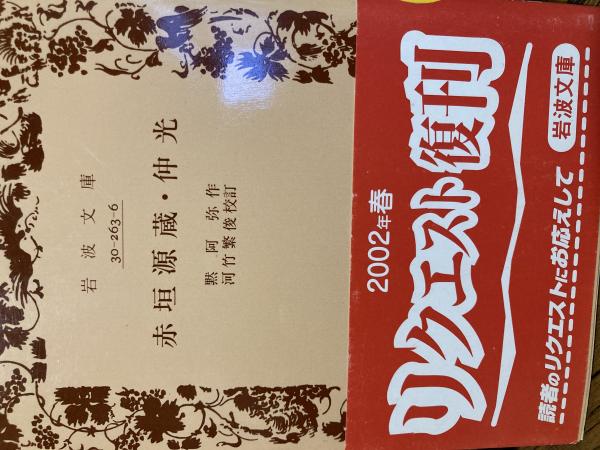 岩波文庫
30-263-6
赤垣源蔵・仲光
黙阿弥作
河竹繁俊校訂
2002年春
リクエスト復刊
読者のリクエストにお応えして
岩波文庫